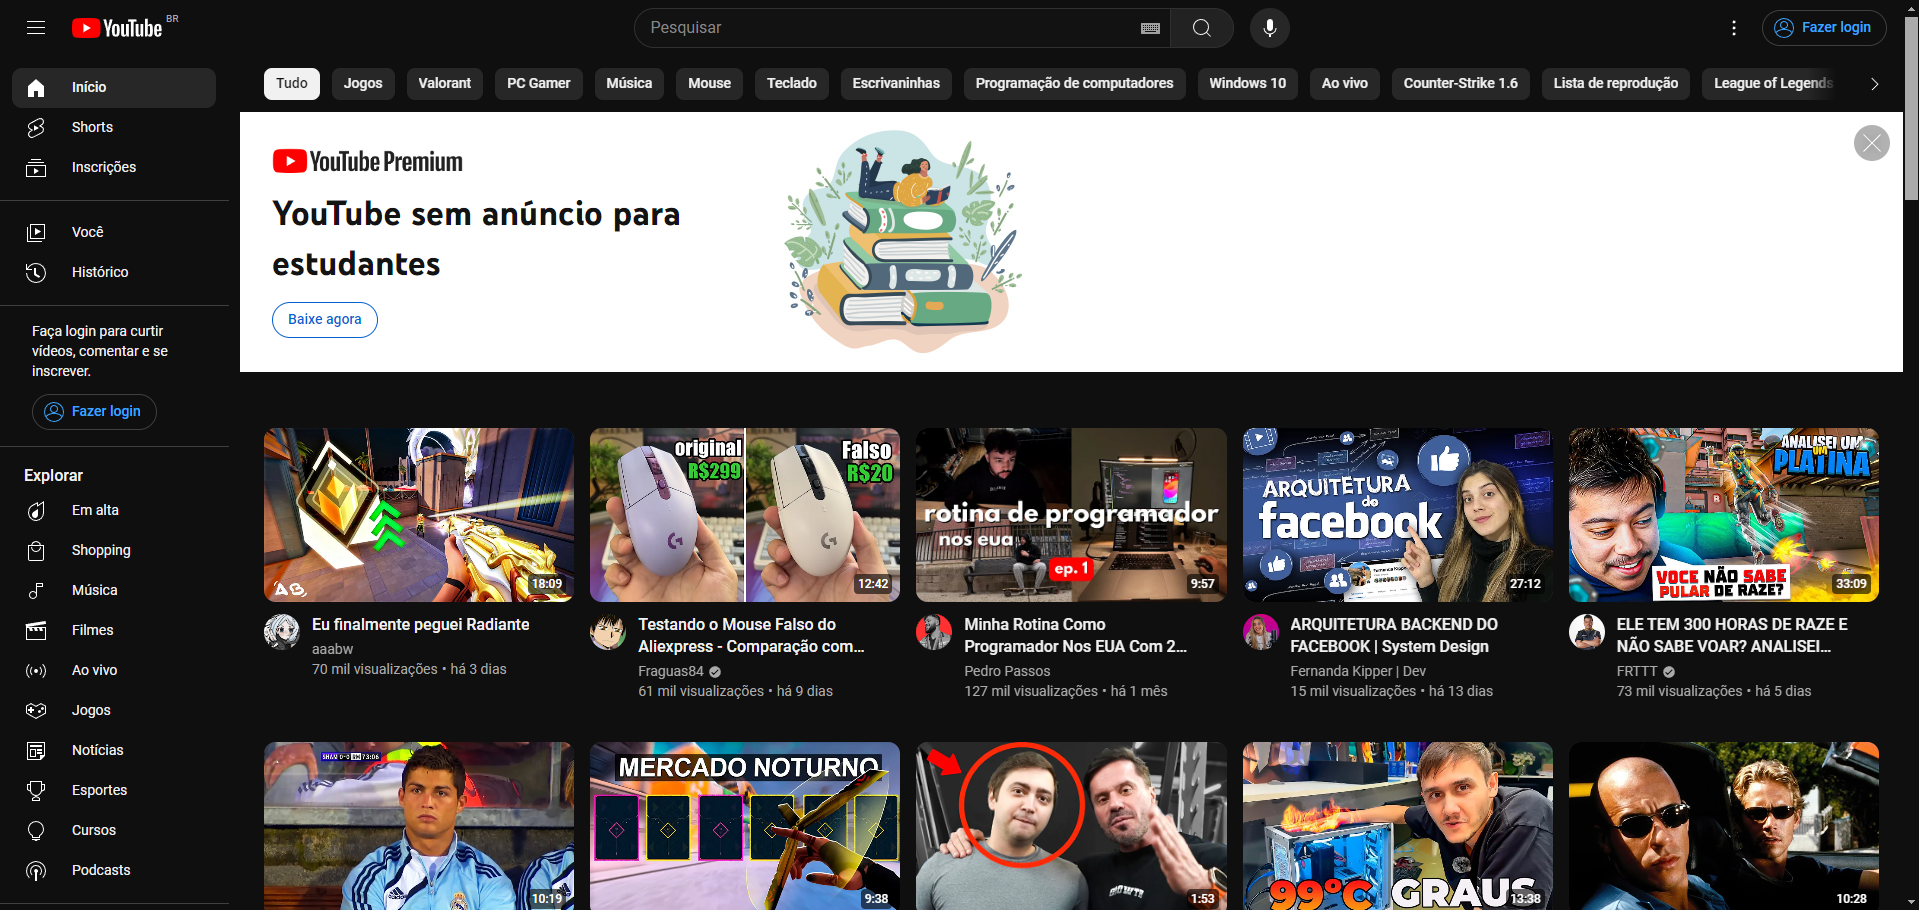 YouTube BR
Pesquisar
Fazer login
Início
Shorts
Inscrições
Você
Histórico
Faça login para curtir
vídeos, comentar e se
inscrever.
Fazer login
Explorar
Em alta
Shopping
Música
Filmes
Ao vivo
Jogos
Notícias
Esportes
Cursos
Podcasts
Tudo
Jogos
Valorant
PC Gamer
Música
Mouse
Teclado
Escrivaninhas
Programação de computadores
Windows 10
Ao vivo
Counter-Strike 1.6
Lista de reprodução
League of Legends
YouTube Premium
YouTube sem anúncio para
estudantes
Baixe agora
18:09
Eu finalmente peguei Radiante
aaabw
70 mil visualizações • há 3 dias
original
R$299
Falso
R$20
12:42
Testando o Mouse Falso do
Aliexpress - Comparação com...
Fraguas84
61 mil visualizações • há 9 dias
rotina de programador
nos eua
ep. 1
9:57
Minha Rotina Como
Programador Nos EUA Com 2...
Pedro Passos
127 mil visualizações • há 1 mês
ARQUITETURA
do
facebook
27:12
ARQUITETURA BACKEND DO
FACEBOOK | System Design
Fernanda Kipper | Dev
15 mil visualizações • há 13 dias
ANALISEI UM
PLATINA
VOCE NÃO SABE
PULAR DE RAZE?
33:09
ELE TEM 300 HORAS DE RAZE E
NÃO SABE VOAR? ANALISEI...
FRTTT
73 mil visualizações • há 5 dias
10:19
MERCADO NOTURNO
9:38
1:53
99°C GRAUS
13:38
10:28